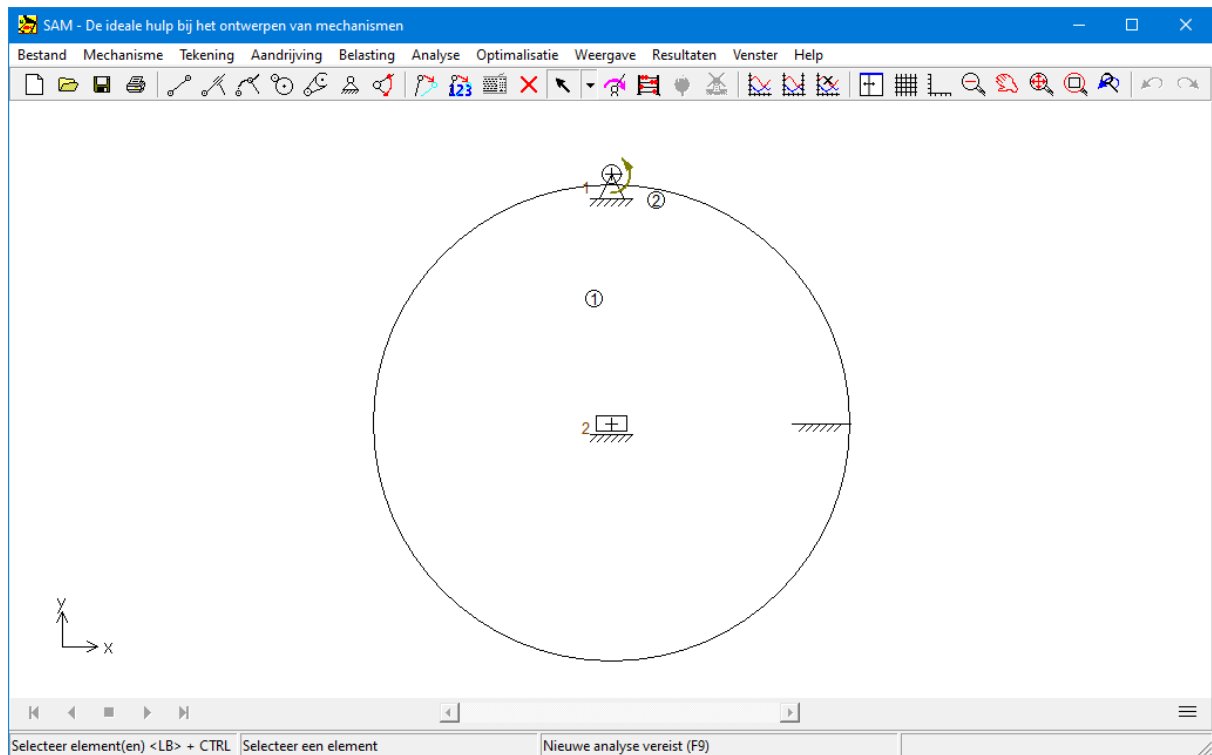 SAM - De ideale hulp bij het ontwerpen van mechanismen
Bestand Mechanisme Tekening Aandrijving Belasting Analyse Optimalisatie Weergave Resultaten Venster Help
123
1
2
1
2
y
x
Selecteer element(en) <LB> + CTRL Selecteer een element Nieuwe analyse vereist (F9)